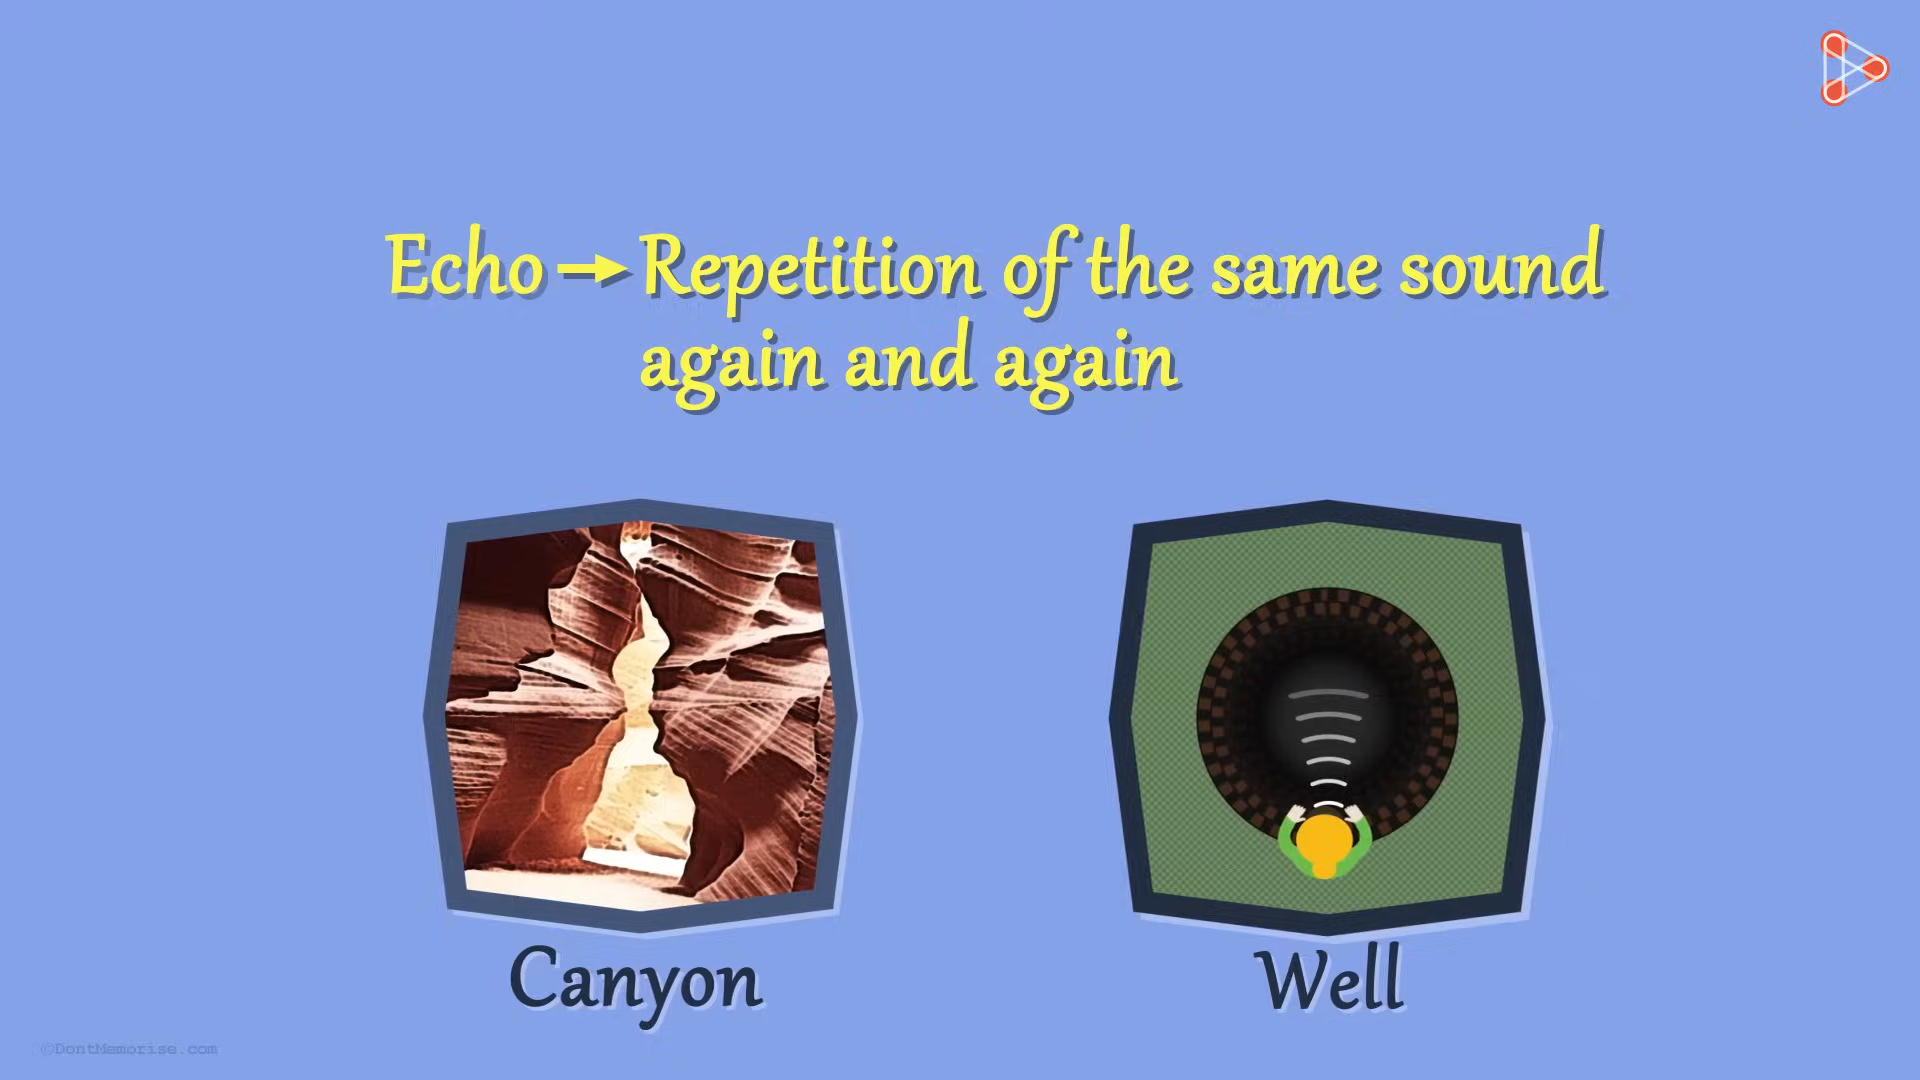 Echo → Repetition of the same sound
again and again
Canyon
Well
©DontMemorise.com